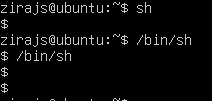 zirajs@ubuntu:~$ sh
$
zirajs@ubuntu:~$ /bin/sh
$ /bin/sh
$
$